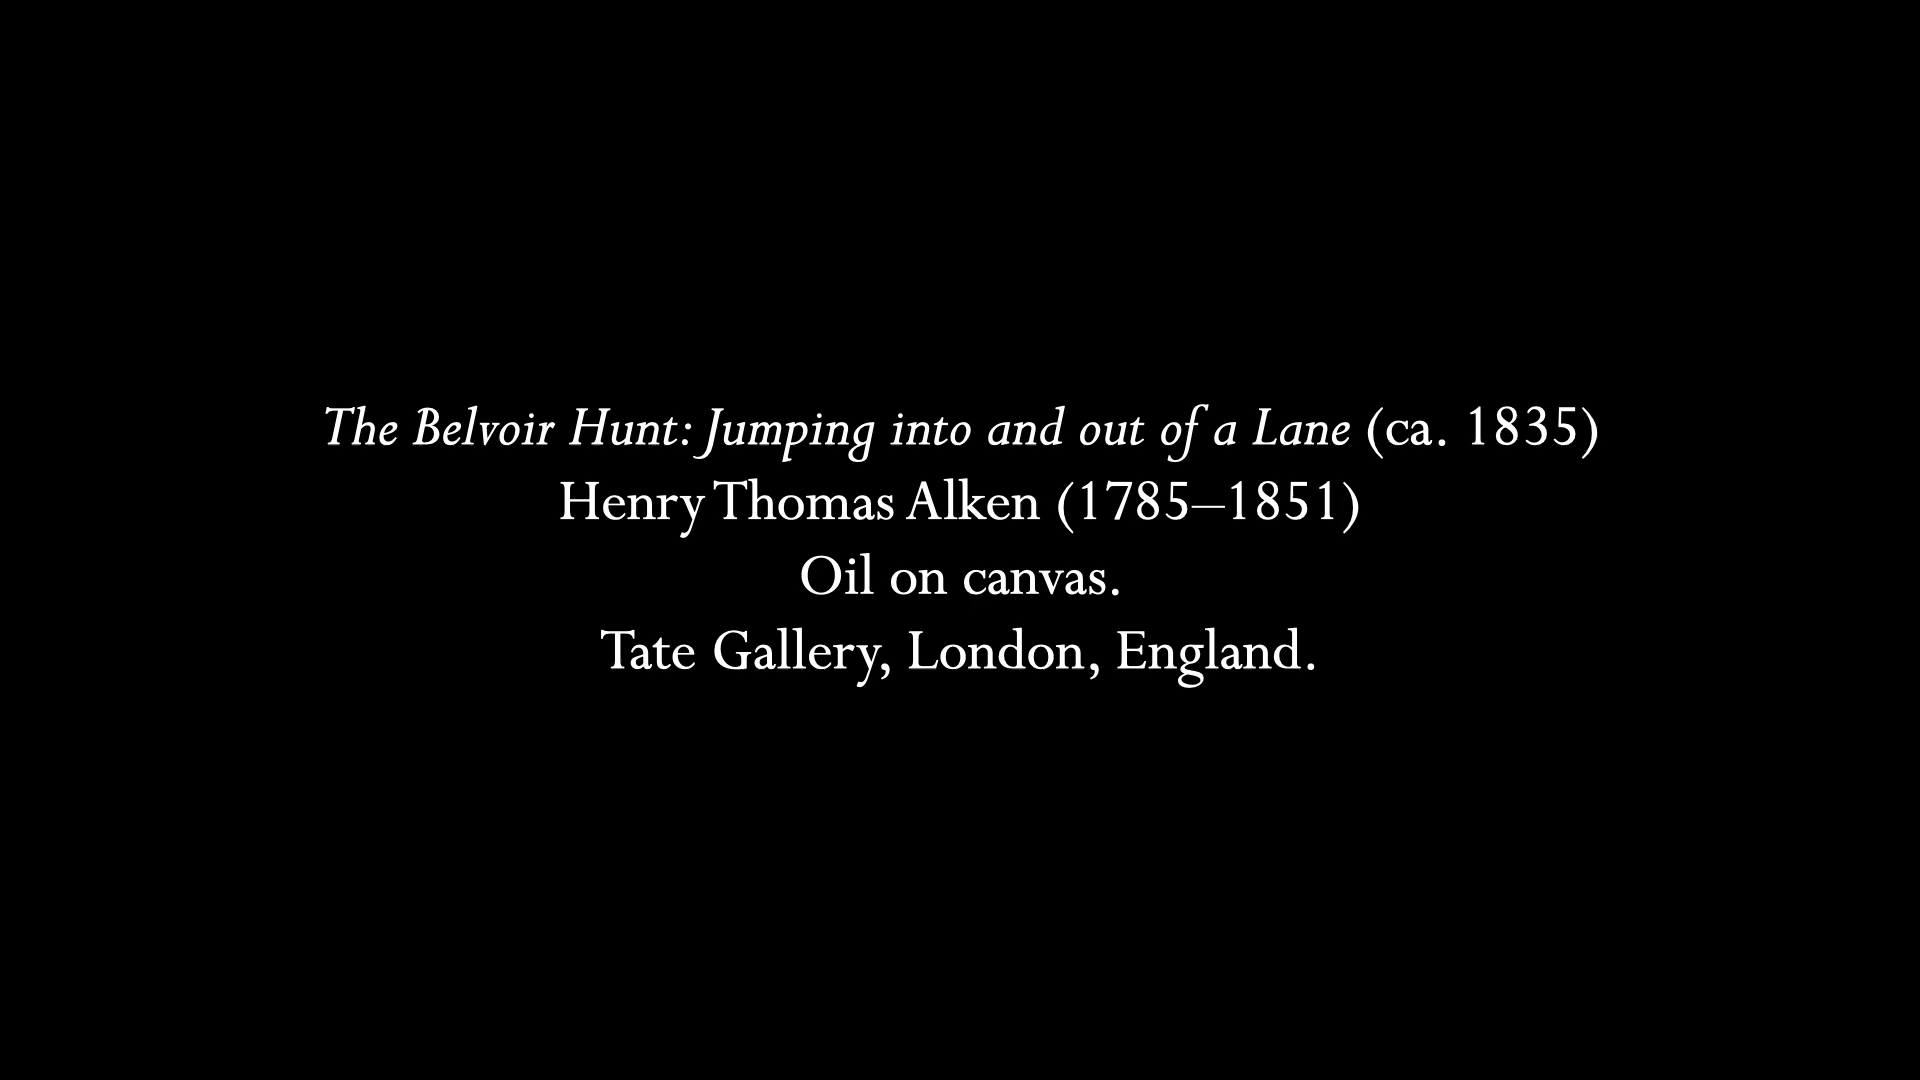 The Belvoir Hunt: Jumping into and out of a Lane (ca. 1835)
Henry Thomas Alken (1785–1851)
Oil on canvas.
Tate Gallery, London, England.